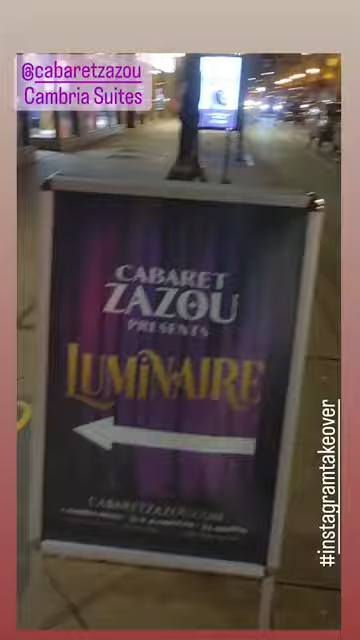 @cabaretzazou
Cambria Suites
CABARET
ZAZOU
PRESENTS
LUMINAIRE
CABARETZAZOU.COM
#instagramtakeover